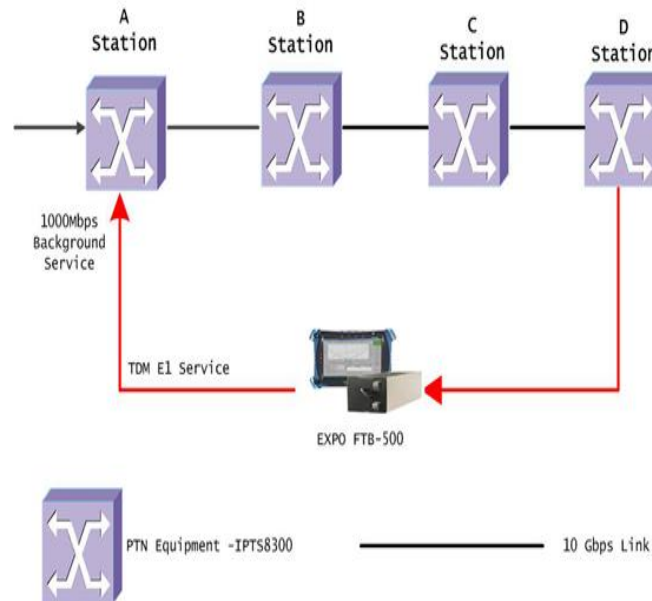 A
Station
B
Station
C
Station
D
Station
1000Mbps
Background
Service
TDM E1 Service
EXPO FTB-500
PTN Equipment -IPTS8300
10 Gbps Link